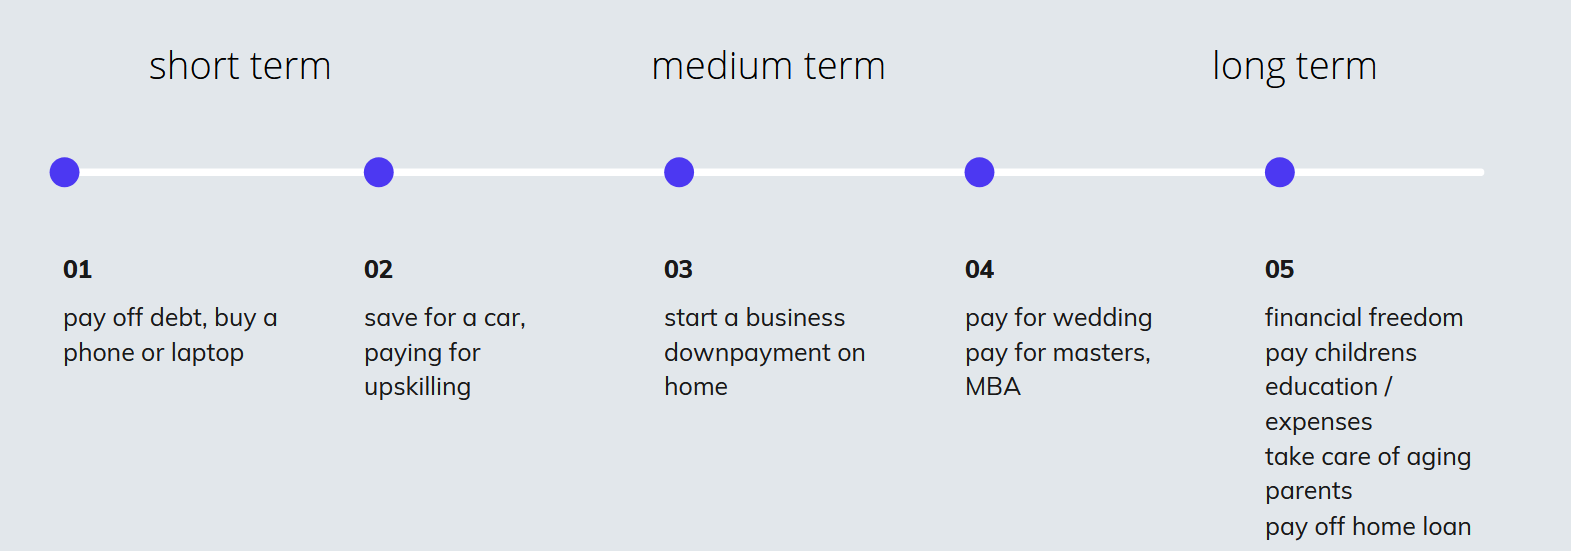 short term
medium term
long term
01
pay off debt, buy a
phone or laptop
02
save for a car,
paying for
upskilling
03
start a business
downpayment on
home
04
pay for wedding
pay for masters,
MBA
05
financial freedom
pay childrens
education /
expenses
take care of aging
parents
pay off home loan